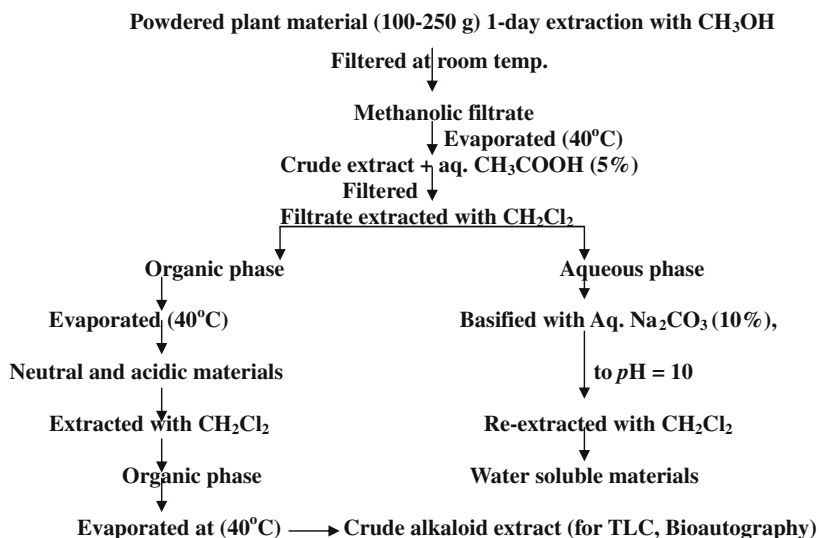 Powdered plant material (100-250 g) 1-day extraction with CH₃OH
Filtered at room temp.
Methanolic filtrate
Evaporated (40°C)
Crude extract + aq. CH₃COOH (5%)
Filtered
Filtrate extracted with CH₂Cl₂
Organic phase
Aqueous phase
Evaporated (40°C)
Basified with Aq. Na₂CO₃ (10%),
Neutral and acidic materials
to pH = 10
Extracted with CH₂Cl₂
Re-extracted with CH₂Cl₂
Organic phase
Water soluble materials
Evaporated at (40°C)
Crude alkaloid extract (for TLC, Bioautography)